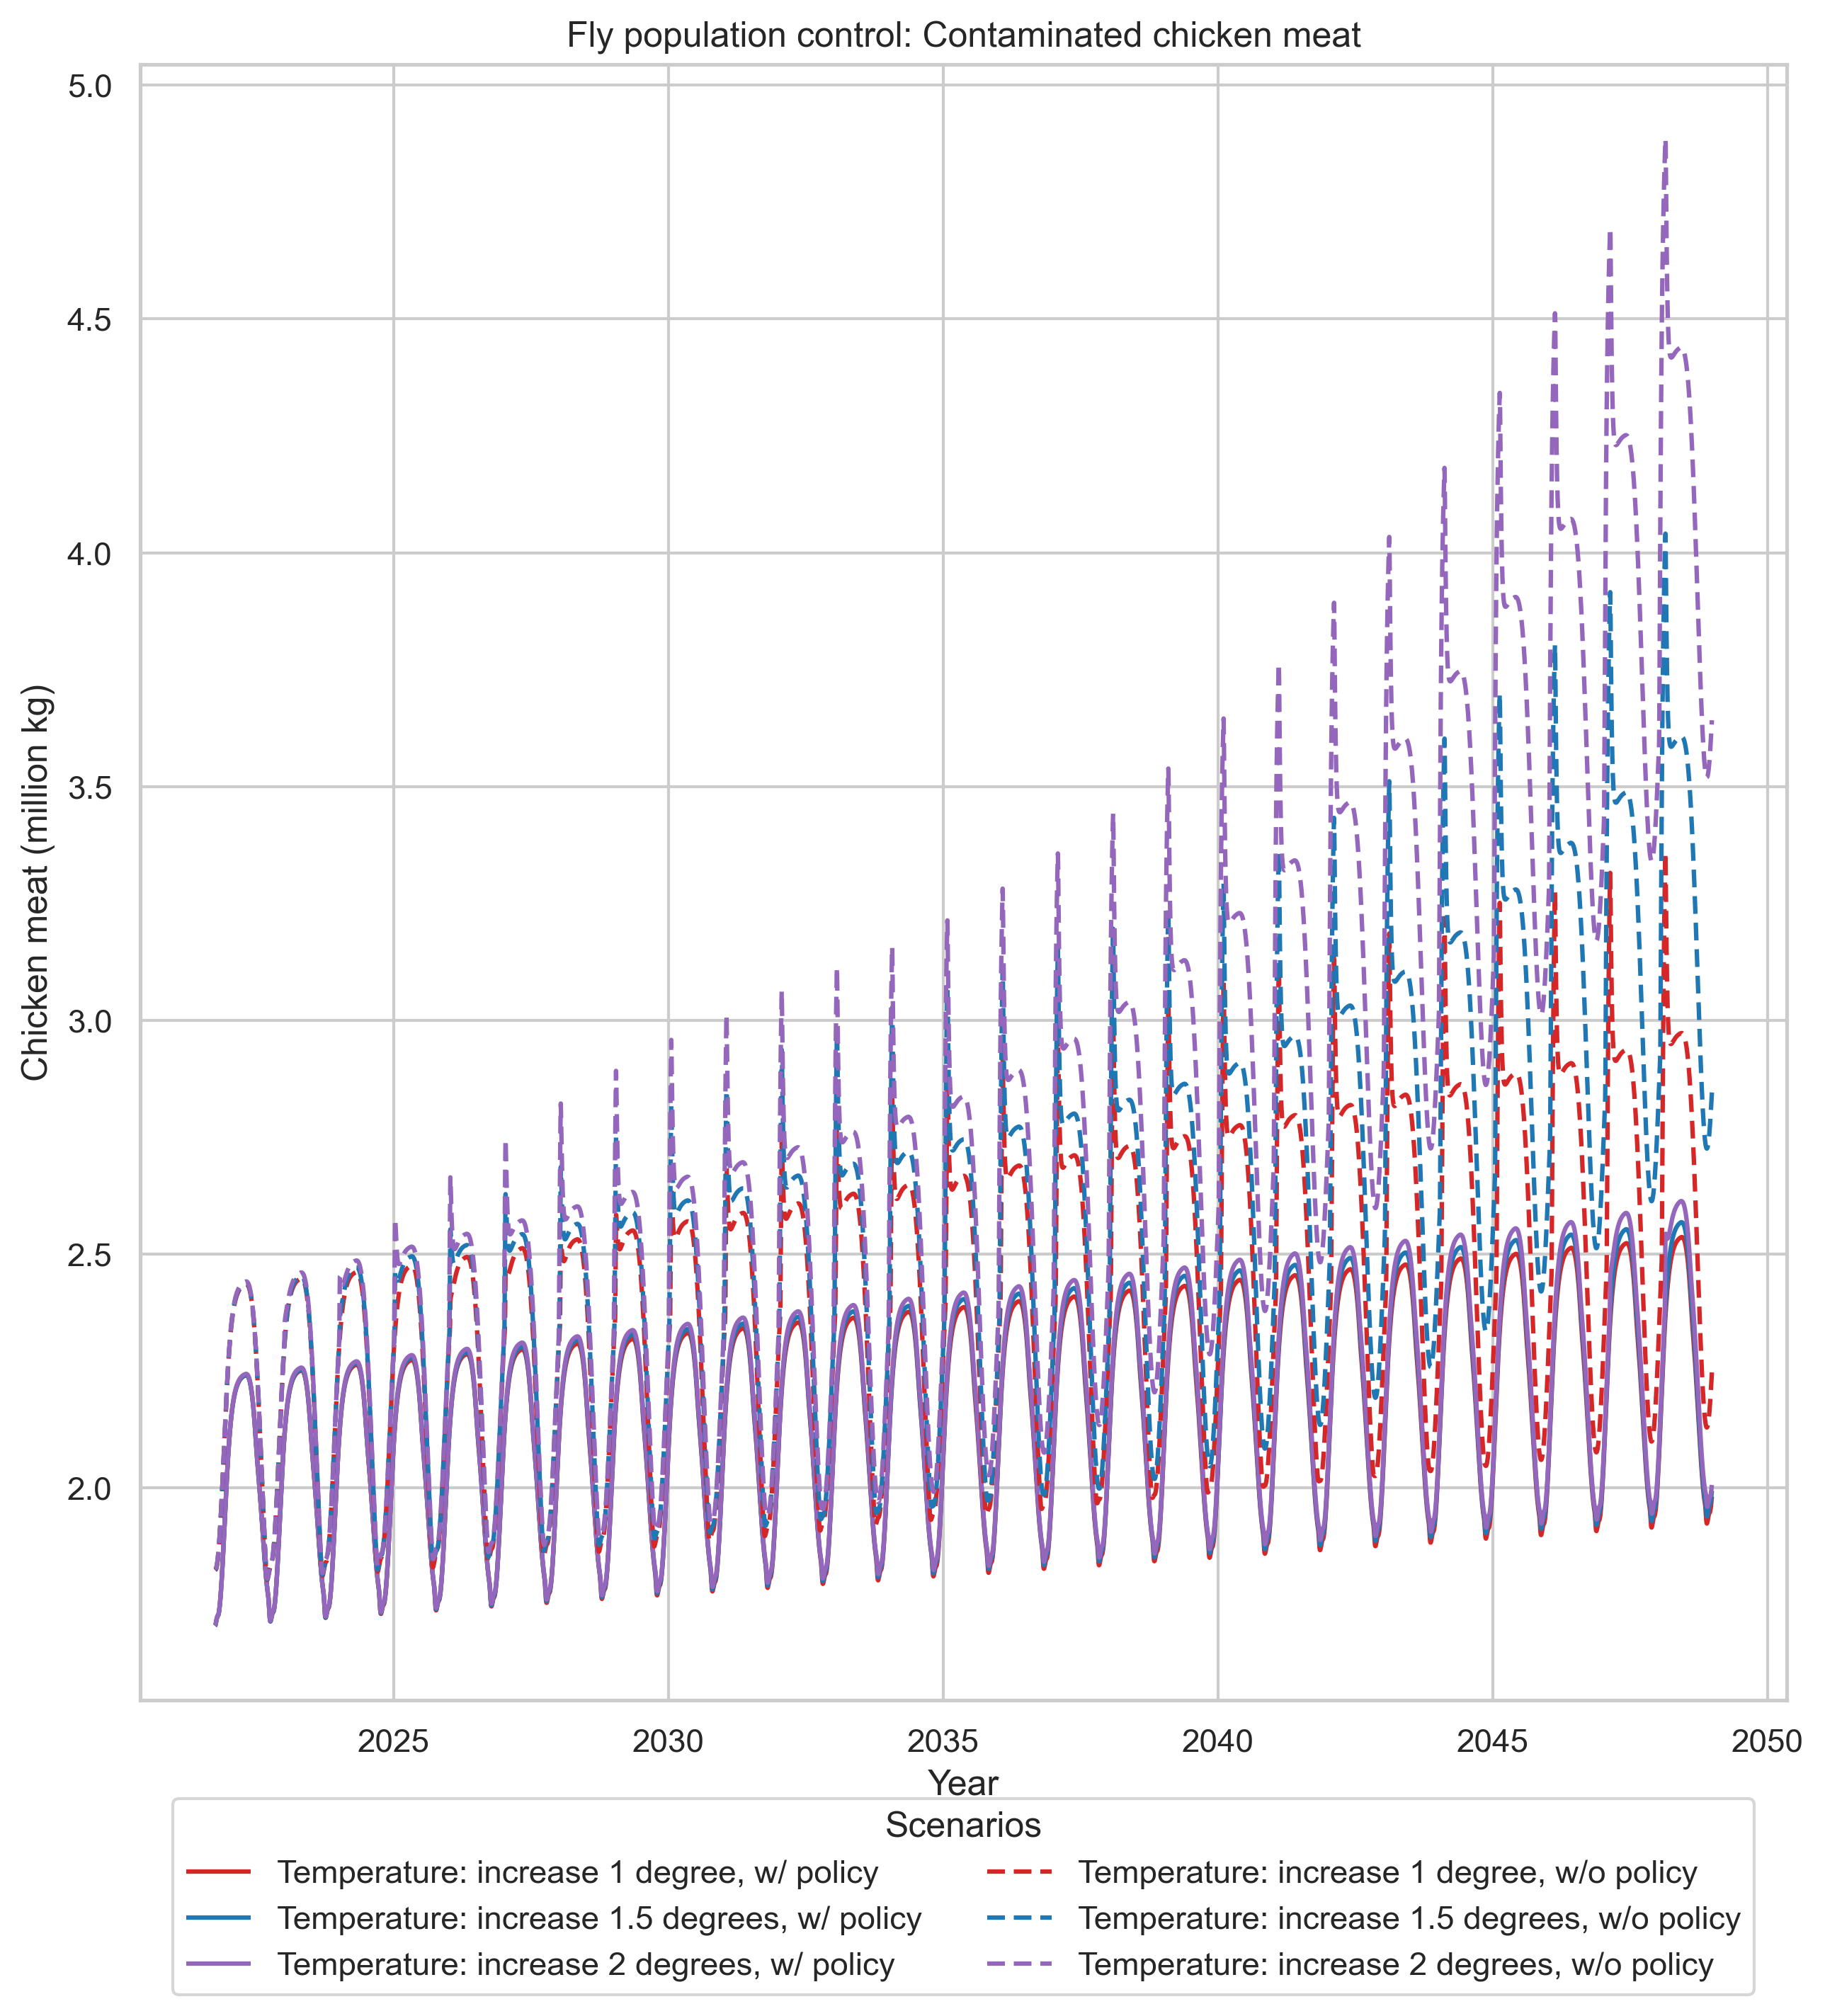 Fly population control: Contaminated chicken meat
5.0
4.5
4.0
3.5
3.0
2.5
2.0
Chicken meat (million kg)
2025 2030 2035 2040 2045 2050
Year
Scenarios
Temperature: increase 1 degree, w/ policy
Temperature: increase 1.5 degrees, w/ policy
Temperature: increase 2 degrees, w/ policy
Temperature: increase 1 degree, w/o policy
Temperature: increase 1.5 degrees, w/o policy
Temperature: increase 2 degrees, w/o policy